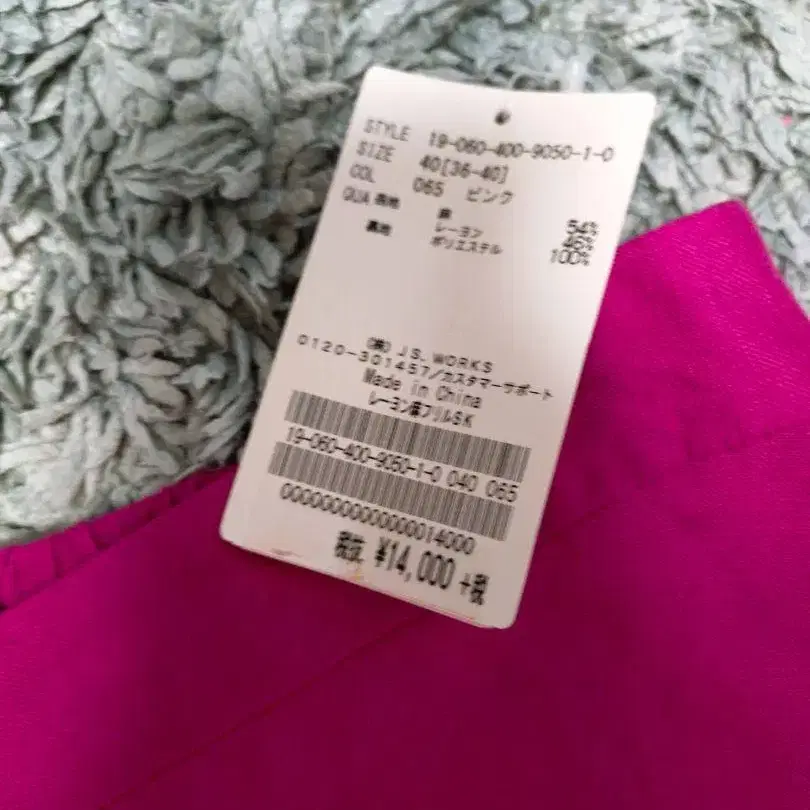 STYLE 19-060-400-9050-1-0
SIZE 40[36-40]
COL 065 ピンク
QUA 表地 麻 54%
レーヨン 46%
裏地 ポリエステル 100%
(株) J'S. WORKS
0120-301457/カスタマーサポート
Made in China
レーヨン麻フリルSK
19-060-400-9050-1-0 040 065
0000000000000014000
税抜 ¥14,000 +税